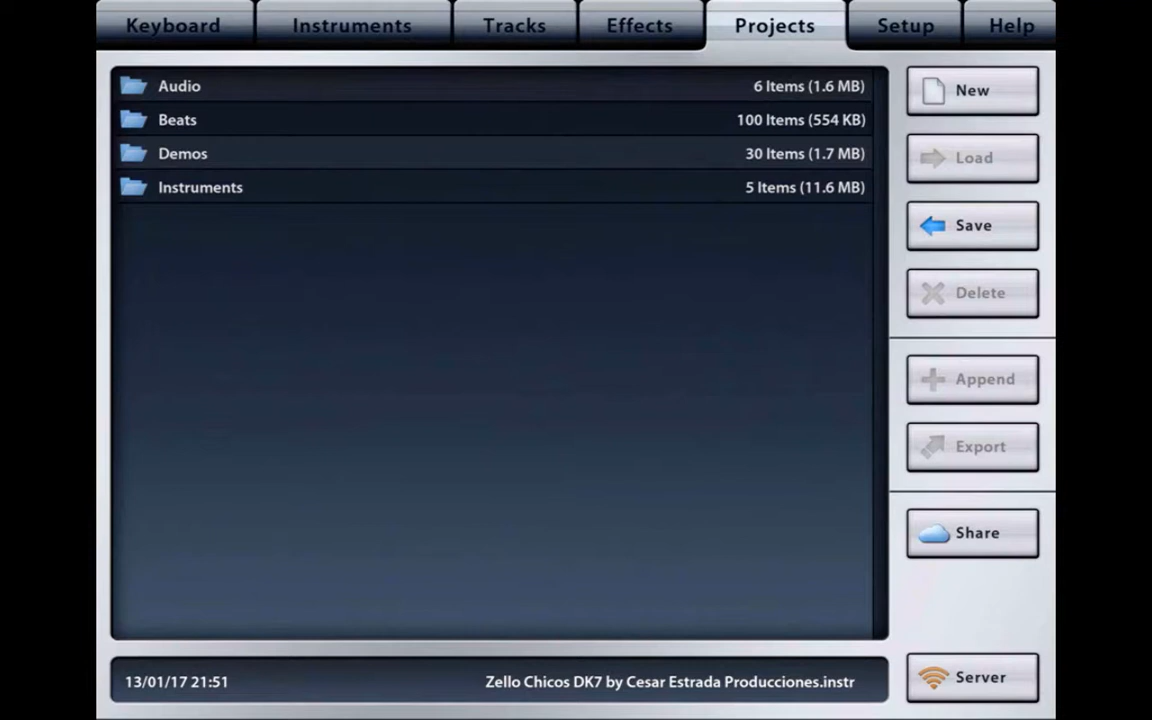 Keyboard Instruments Tracks Effects Projects Setup Help
Audio 6 Items (1.6 MB)
Beats 100 Items (554 KB)
Demos 30 Items (1.7 MB)
Instruments 5 Items (11.6 MB)
New
Load
Save
Delete
Append
Export
Share
13/01/17 21:51 Zello Chicos DK7 by Cesar Estrada Producciones.instr
Server